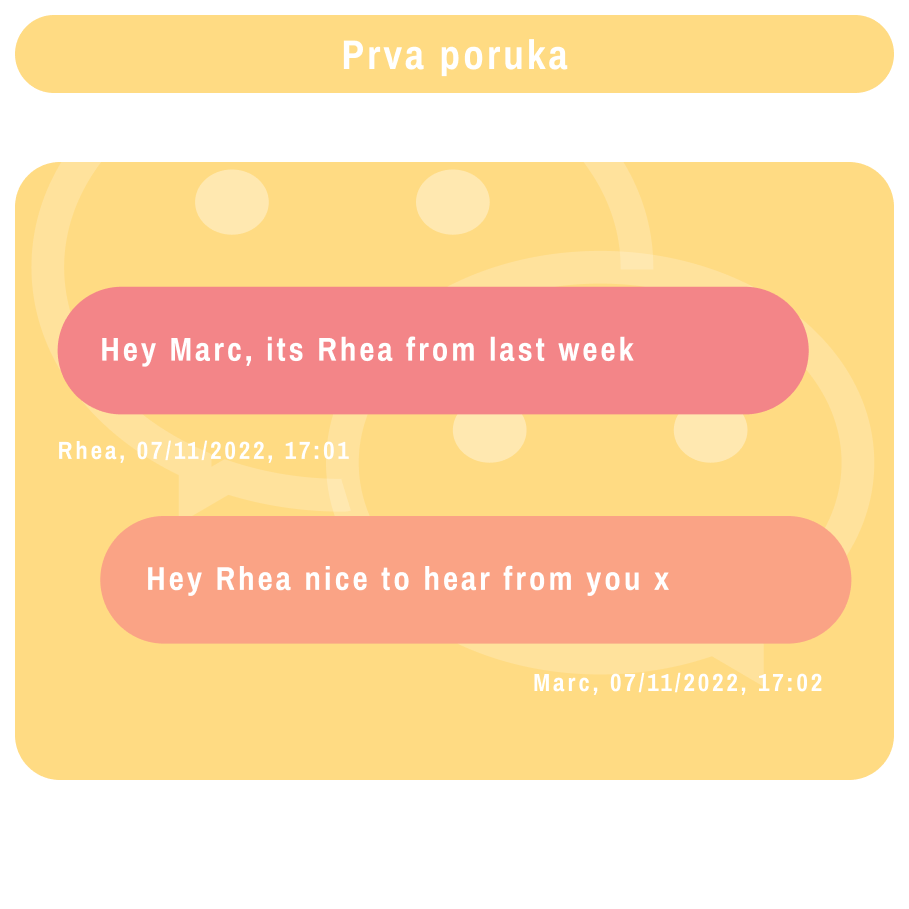 Prva poruka
Hey Marc, its Rhea from last week
Rhea, 07/11/2022, 17:01
Hey Rhea nice to hear from you x
Marc, 07/11/2022, 17:02